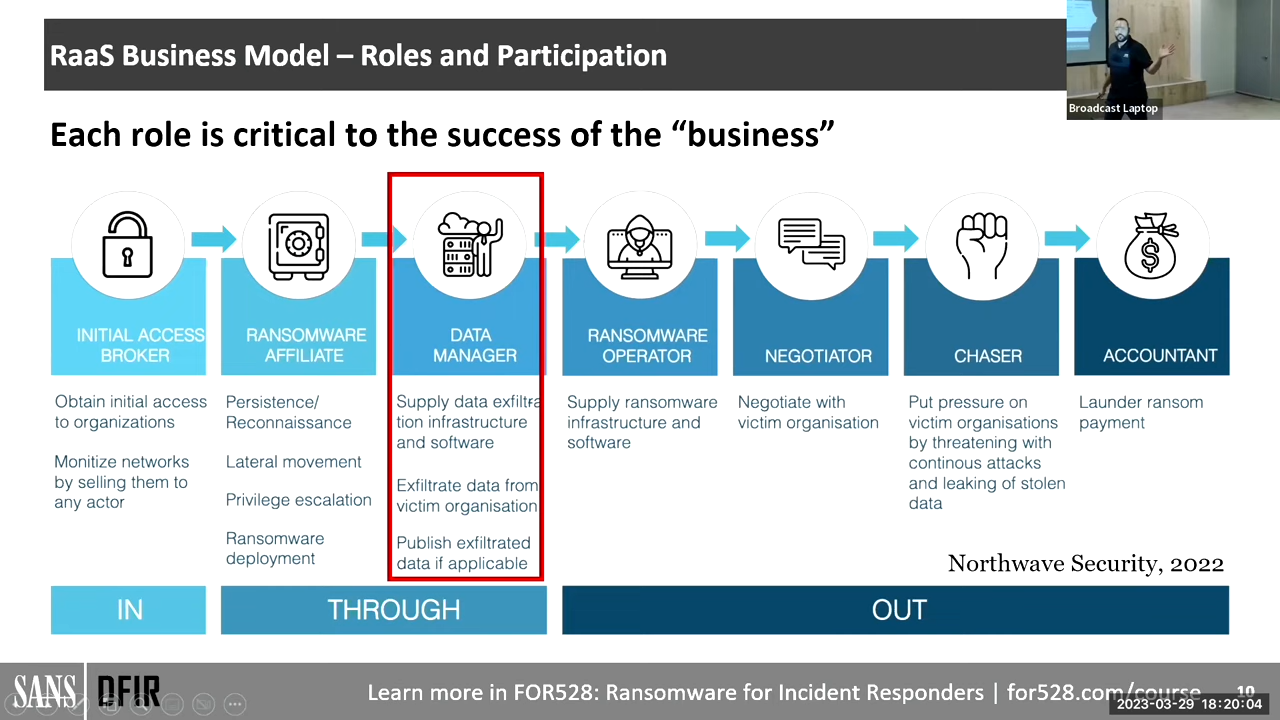 RaaS Business Model – Roles and Participation
Broadcast Laptop
Each role is critical to the success of the “business”
INITIAL ACCESS
BROKER
Obtain initial access
to organizations
Monitize networks
by selling them to
any actor
RANSOMWARE
AFFILIATE
Persistence/
Reconnaissance
Lateral movement
Privilege escalation
Ransomware
deployment
DATA
MANAGER
Supply data exfiltra
tion infrastructure
and software
Exfiltrate data from
victim organisation
Publish exfiltrated
data if applicable
RANSOMWARE
OPERATOR
Supply ransomware
infrastructure and
software
NEGOTIATOR
Negotiate with
victim organisation
CHASER
Put pressure on
victim organisations
by threatening with
continous attacks
and leaking of stolen
data
ACCOUNTANT
$
Launder ransom
payment
Northwave Security, 2022
IN
THROUGH
OUT
SANS DFIR
Learn more in FOR528: Ransomware for Incident Responders | for528.com/course
10
2023-03-29 18:20:04